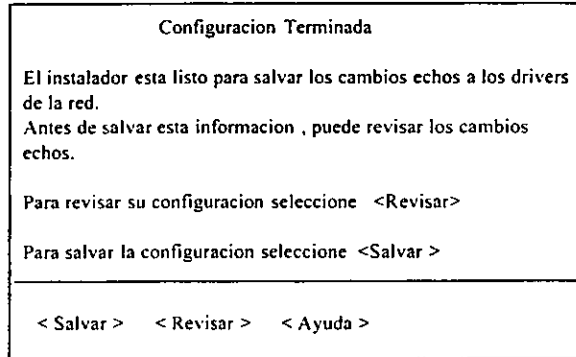 Configuracion Terminada
El instalador esta listo para salvar los cambios echos a los drivers
de la red.
Antes de salvar esta informacion , puede revisar los cambios
echos.
Para revisar su configuracion seleccione <Revisar>
Para salvar la configuracion seleccione <Salvar >
< Salvar > < Revisar > < Ayuda >